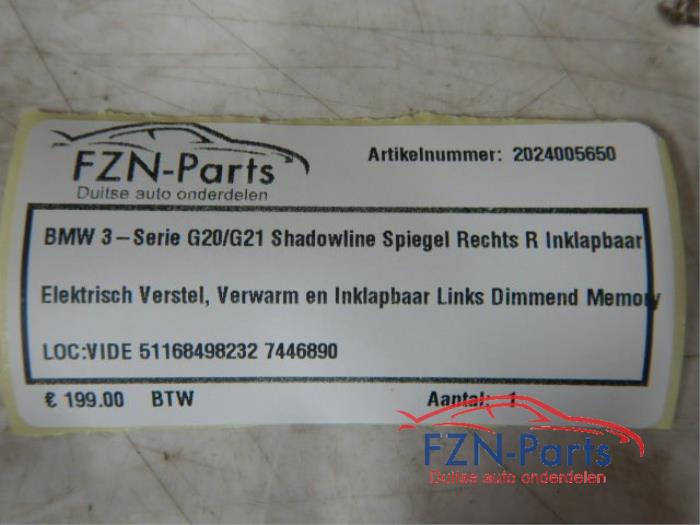 FZN-Parts
Duitse auto onderdelen
Artikelnummer: 2024005650
BMW 3-Serie G20/G21 Shadowline Spiegel Rechts R Inklapbaar
Elektrisch Verstel, Verwarm en Inklapbaar Links Dimmend Memory
LOC:VIDE 51168498232 7446890
€ 199.00 BTW
Aantal: 1
FZN-Parts
Duitse auto onderdelen